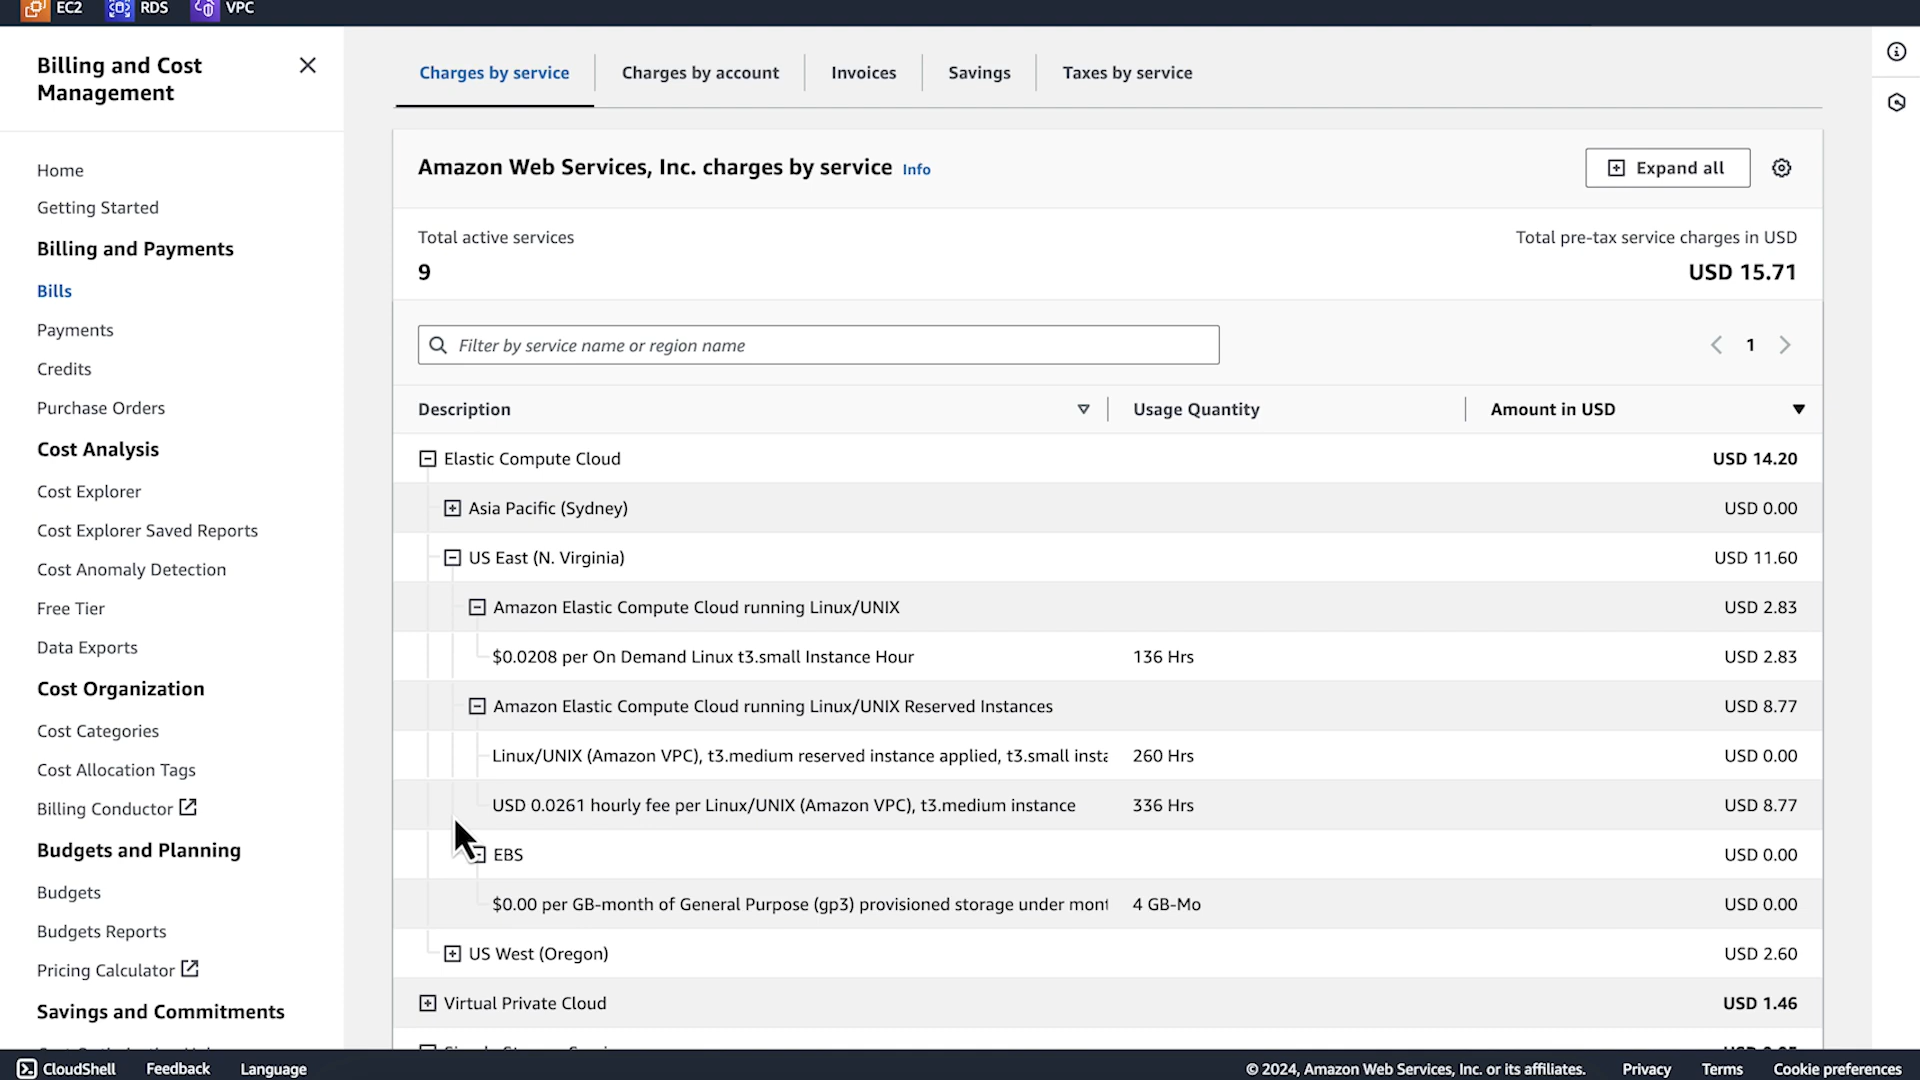 EC2 RDS VPC
Billing and Cost
Management
Home
Getting Started
Billing and Payments
Bills
Payments
Credits
Purchase Orders
Cost Analysis
Cost Explorer
Cost Explorer Saved Reports
Cost Anomaly Detection
Free Tier
Data Exports
Cost Organization
Cost Categories
Cost Allocation Tags
Billing Conductor
Budgets and Planning
Budgets
Budgets Reports
Pricing Calculator
Savings and Commitments
Charges by service Charges by account Invoices Savings Taxes by service
Amazon Web Services, Inc. charges by service Info Expand all
Total active services Total pre-tax service charges in USD
9 USD 15.71
Filter by service name or region name 1
Description Usage Quantity Amount in USD
Elastic Compute Cloud USD 14.20
Asia Pacific (Sydney) USD 0.00
US East (N. Virginia) USD 11.60
Amazon Elastic Compute Cloud running Linux/UNIX USD 2.83
$0.0208 per On Demand Linux t3.small Instance Hour 136 Hrs USD 2.83
Amazon Elastic Compute Cloud running Linux/UNIX Reserved Instances USD 8.77
Linux/UNIX (Amazon VPC), t3.medium reserved instance applied, t3.small insta 260 Hrs USD 0.00
USD 0.0261 hourly fee per Linux/UNIX (Amazon VPC), t3.medium instance 336 Hrs USD 8.77
EBS USD 0.00
$0.00 per GB-month of General Purpose (gp3) provisioned storage under mont 4 GB-Mo USD 0.00
US West (Oregon) USD 2.60
Virtual Private Cloud USD 1.46
CloudShell Feedback Language © 2024, Amazon Web Services, Inc. or its affiliates. Privacy Terms Cookie preferences